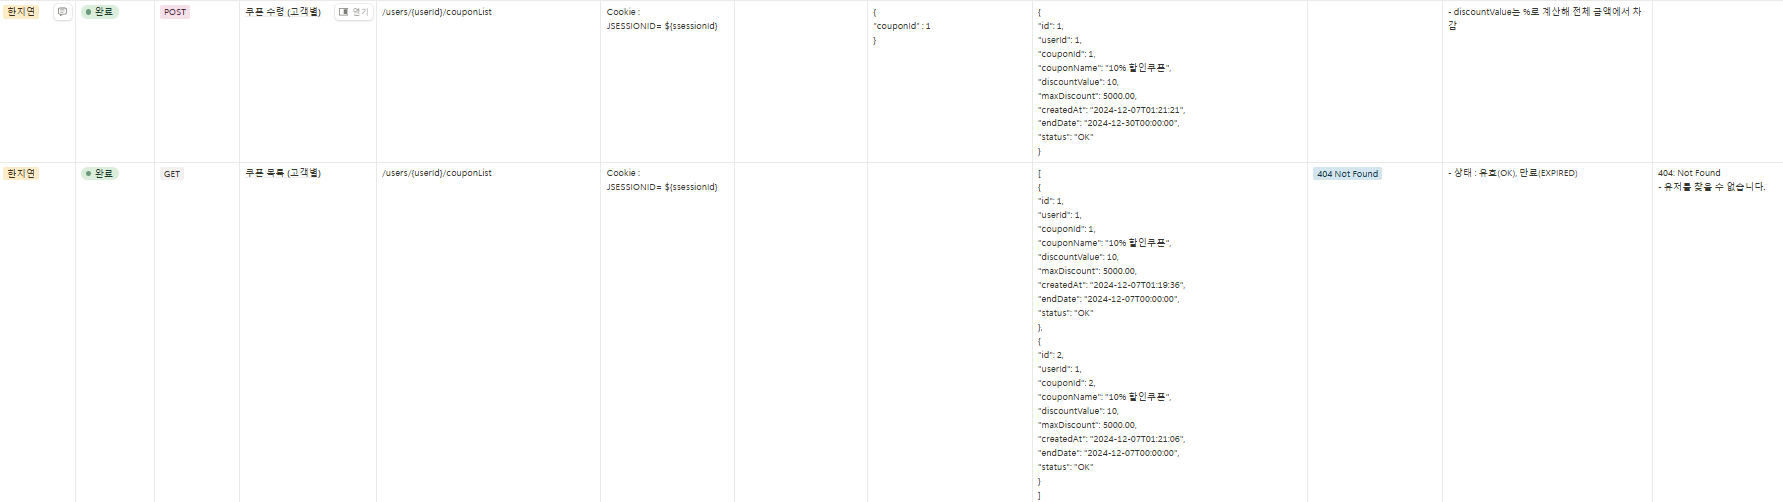 한지연
완료
POST
쿠폰 수령 (고객별)
열기
/users/{userId}/couponList
Cookie :
JSESSIONID= ${ssessionId}
{
"couponId" : 1
}
{
"id": 1,
"userId": 1,
"couponId": 1,
"couponName": "10% 할인쿠폰",
"discountValue": 10,
"maxDiscount": 5000.00,
"createdAt": "2024-12-07T01:21:21",
"endDate": "2024-12-30T00:00:00",
"status": "OK"
}
- discountValue는 %로 계산해 전체 금액에서 차
감
한지연
완료
GET
쿠폰 목록 (고객별)
/users/{userId}/couponList
Cookie :
JSESSIONID= ${ssessionId}
[
{
"id": 1,
"userId": 1,
"couponId": 1,
"couponName": "10% 할인쿠폰",
"discountValue": 10,
"maxDiscount": 5000.00,
"createdAt": "2024-12-07T01:19:36",
"endDate": "2024-12-07T00:00:00",
"status": "OK"
},
{
"id": 2,
"userId": 1,
"couponId": 2,
"couponName": "10% 할인쿠폰",
"discountValue": 10,
"maxDiscount": 5000.00,
"createdAt": "2024-12-07T01:21:06",
"endDate": "2024-12-07T00:00:00",
"status": "OK"
}
]
404 Not Found
- 상태 : 유효(OK), 만료(EXPIRED)
404: Not Found
- 유저를 찾을 수 없습니다.